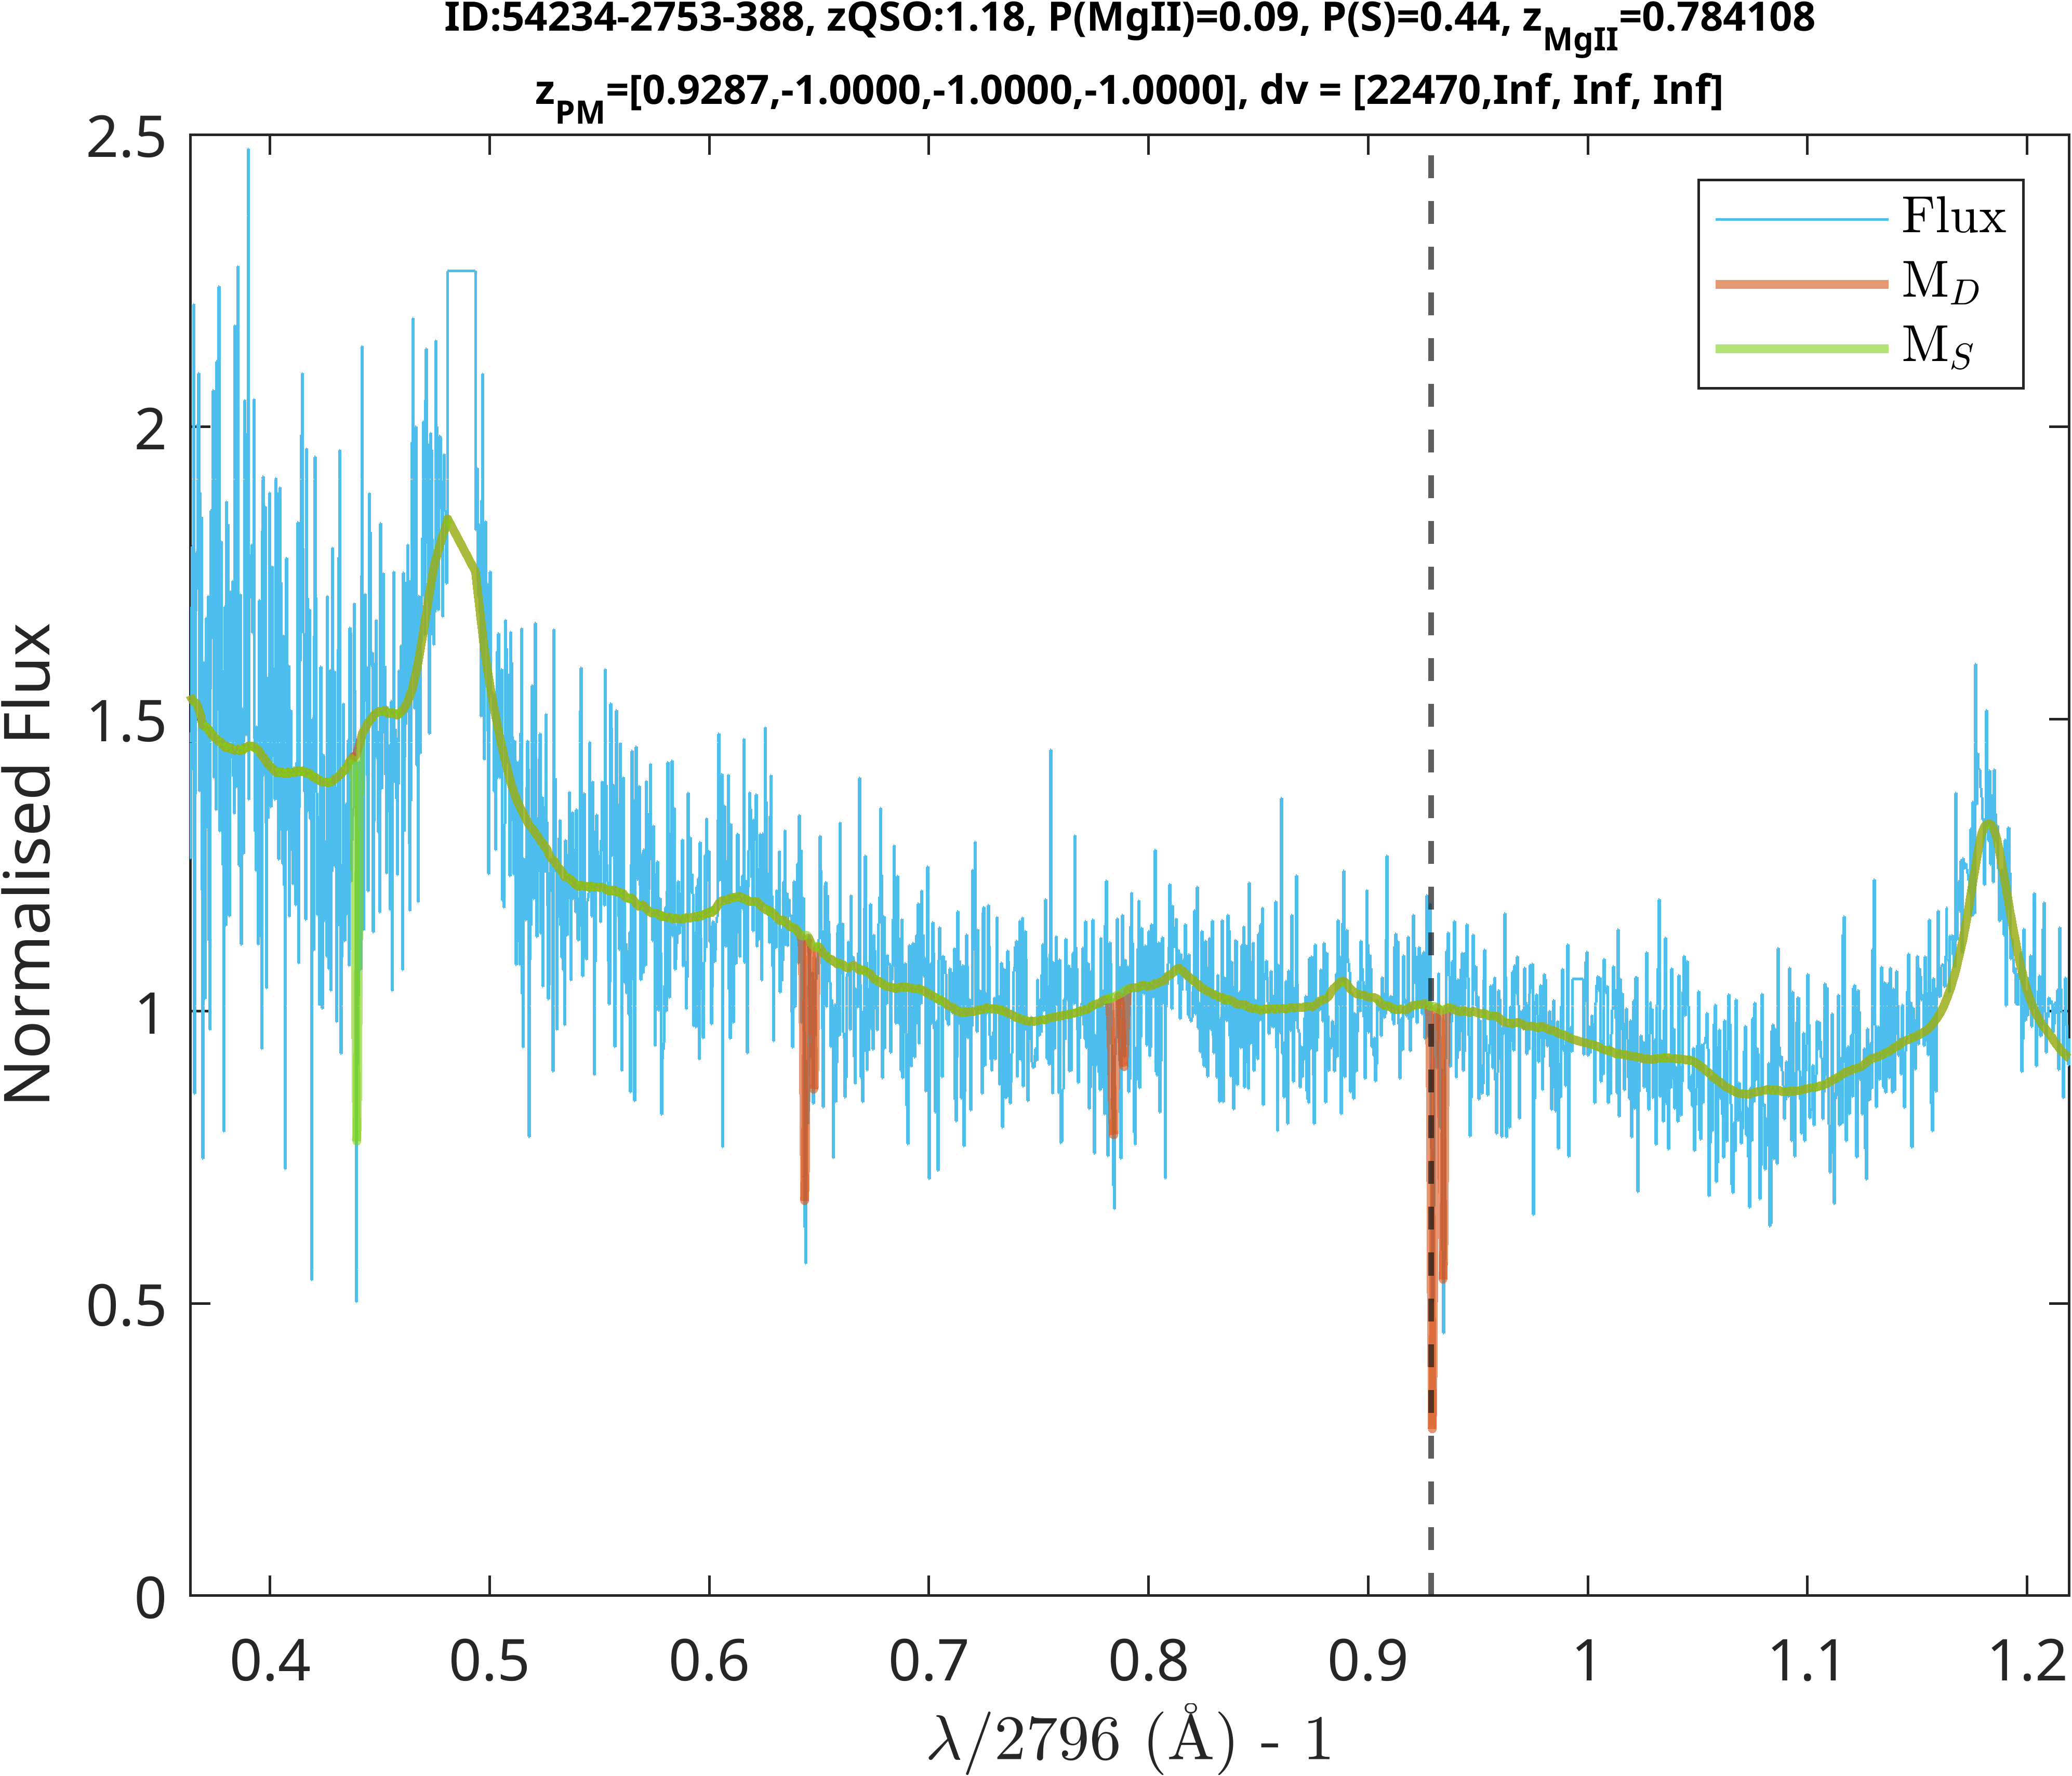 ID:54234-2753-388, zQSO:1.18, P(MgII)=0.09, P(S)=0.44, zMgII=0.784108
zPM=[0.9287,-1.0000,-1.0000,-1.0000], dv = [22470,Inf, Inf, Inf]
2.5
2
1.5
1
0.5
0
Normalised Flux
Flux
MD
MS
0.4 0.5 0.6 0.7 0.8 0.9 1 1.1 1.2
λ/2796 (Å) - 1